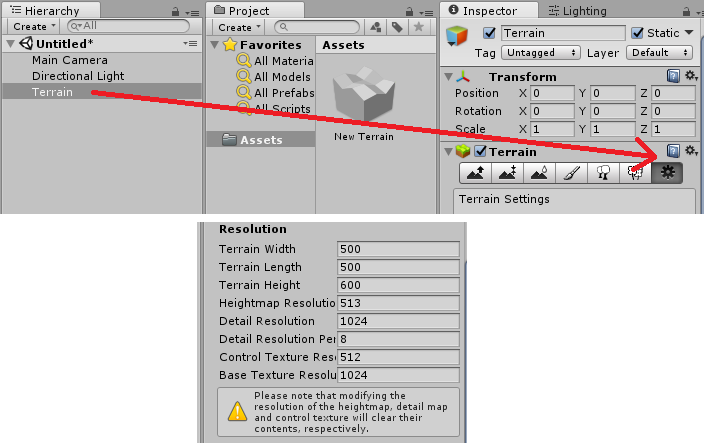 Hierarchy
Create
All
Untitled*
Main Camera
Directional Light
Terrain
Project
Create
Favorites
All Materia
All Models
All Prefabs
All Scripts
Assets
Assets
New Terrain
Inspector
Lighting
Terrain
Static
Tag Untagged Layer Default
Transform
Position X 0 Y 0 Z 0
Rotation X 0 Y 0 Z 0
Scale X 1 Y 1 Z 1
Terrain
Terrain Settings
Resolution
Terrain Width 500
Terrain Length 500
Terrain Height 600
Heightmap Resolutio 513
Detail Resolution 1024
Detail Resolution Per 8
Control Texture Reso 512
Base Texture Resolu 1024
Please note that modifying the
resolution of the heightmap, detail map
and control texture will clear their
contents, respectively.